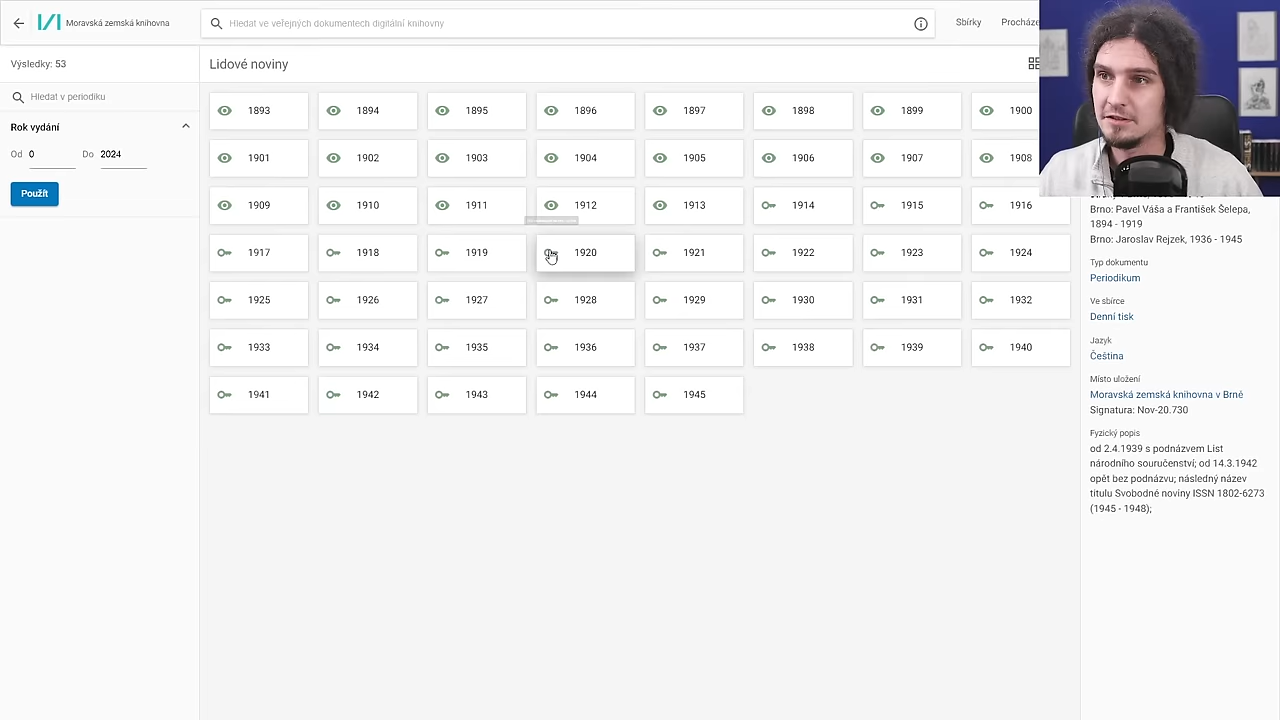 Moravská zemská knihovna
Hledat ve veřejných dokumentech digitální knihovny
Sbírky
Procháze
Výsledky: 53
Lidové noviny
Hledat v periodiku
Rok vydání
Od 0 Do 2024
Použít
1893 1894 1895 1896 1897 1898 1899 1900
1901 1902 1903 1904 1905 1906 1907 1908
1909 1910 1911 1912 1913 1914 1915 1916
1917 1918 1919 1920 1921 1922 1923 1924
1925 1926 1927 1928 1929 1930 1931 1932
1933 1934 1935 1936 1937 1938 1939 1940
1941 1942 1943 1944 1945
Brno: Pavel Váša a František Šelepa,
1894 - 1919
Brno: Jaroslav Rejzek, 1936 - 1945
Typ dokumentu
Periodikum
Ve sbírce
Denní tisk
Jazyk
Čeština
Místo uložení
Moravská zemská knihovna v Brně
Signatura: Nov-20.730
Fyzický popis
od 2.4.1939 s podnázvem List
národního souručenství; od 14.3.1942
opět bez podnázvu; následný název
titulu Svobodné noviny ISSN 1802-6273
(1945 - 1948);